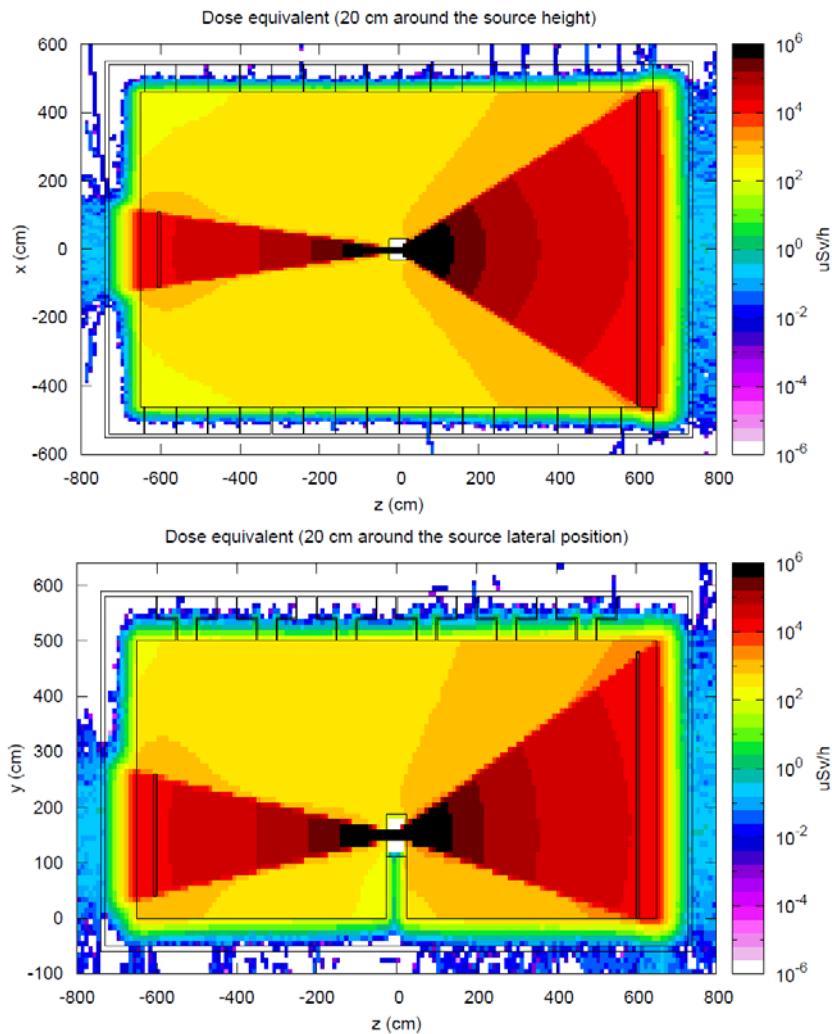 Dose equivalent (20 cm around the source height)
600
400
200
0
-200
-400
-600
x (cm)
-800 -600 -400 -200 0 200 400 600 800
z (cm)
10^6
10^4
10^2
10^0
10^-2
10^-4
10^-6
uSv/h
Dose equivalent (20 cm around the source lateral position)
600
500
400
300
200
100
0
-100
y (cm)
-800 -600 -400 -200 0 200 400 600 800
z (cm)
10^6
10^4
10^2
10^0
10^-2
10^-4
10^-6
uSv/h